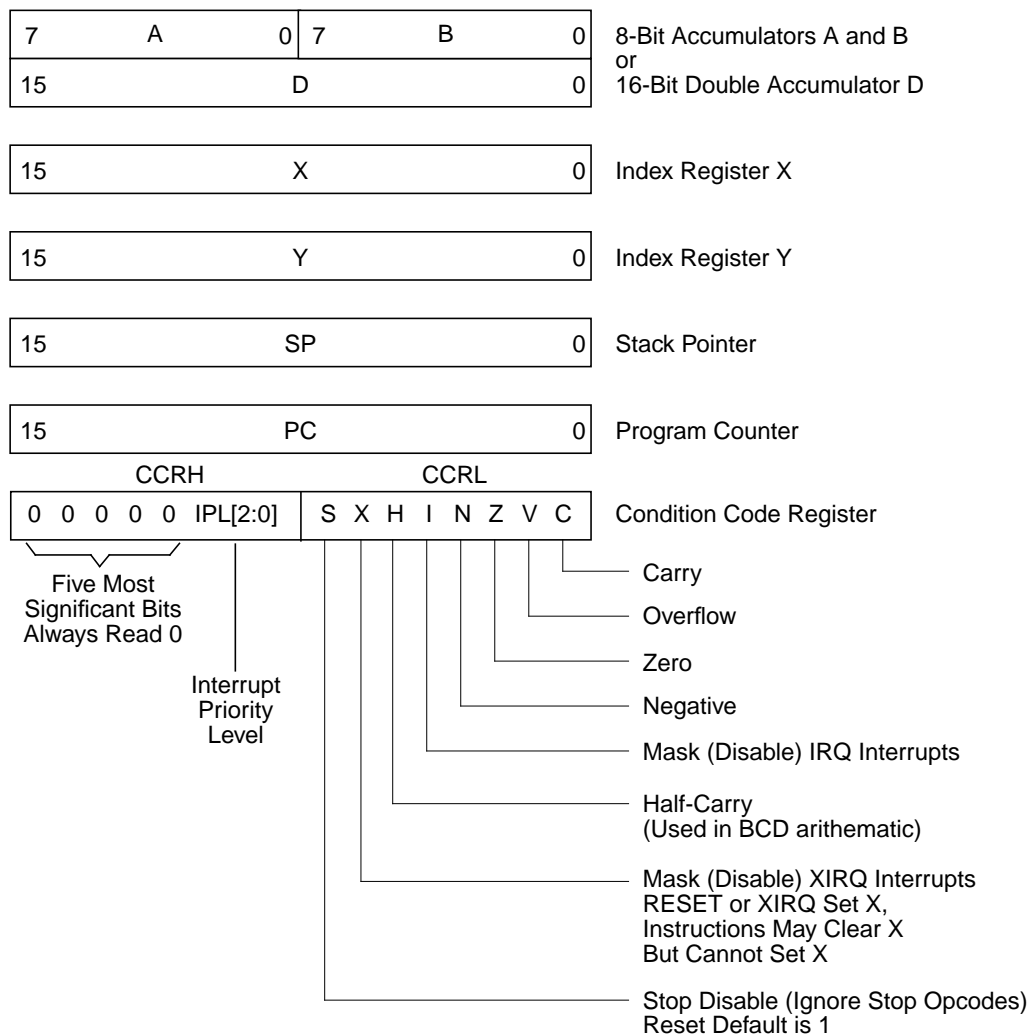 7 A 0 7 B 0 8-Bit Accumulators A and B
or
15 D 0 16-Bit Double Accumulator D
15 X 0 Index Register X
15 Y 0 Index Register Y
15 SP 0 Stack Pointer
15 PC 0 Program Counter
CCRH CCRL
0 0 0 0 0 IPL[2:0] S X H I N Z V C Condition Code Register
Five Most
Significant Bits
Always Read 0
Interrupt
Priority
Level
Carry
Overflow
Zero
Negative
Mask (Disable) IRQ Interrupts
Half-Carry
(Used in BCD arithematic)
Mask (Disable) XIRQ Interrupts
RESET or XIRQ Set X,
Instructions May Clear X
But Cannot Set X
Stop Disable (Ignore Stop Opcodes)
Reset Default is 1